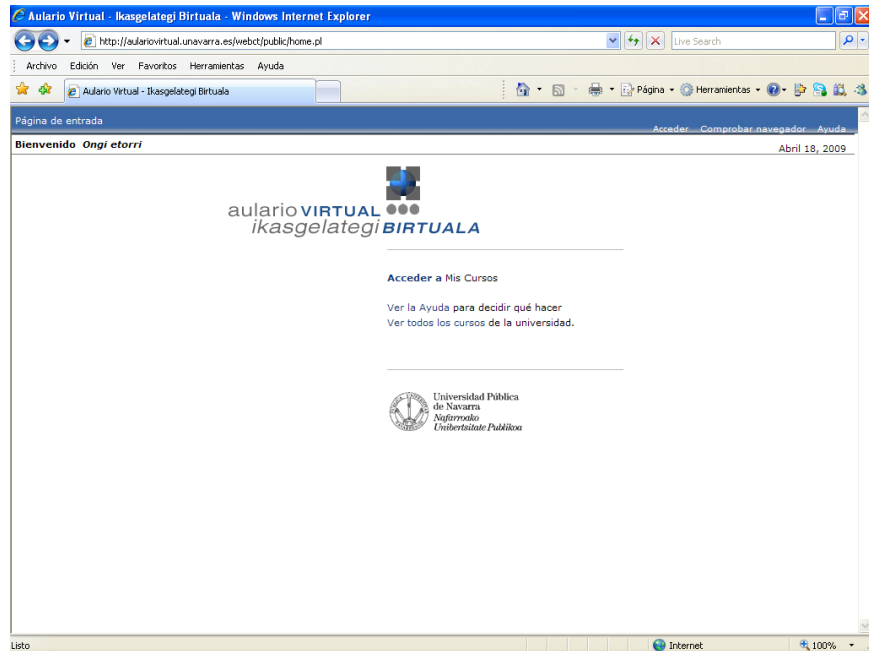 Aulario Virtual - Ikasgelategi Birtuala - Windows Internet Explorer
http://aulariovirtual.unavarra.es/webct/public/home.pl
Live Search
Archivo Edición Ver Favoritos Herramientas Ayuda
Aulario Virtual - Ikasgelategi Birtuala
Página Herramientas
Página de entrada
Acceder Comprobar navegador Ayuda
Bienvenido Ongi etorri
Abril 18, 2009
aulario VIRTUAL
ikasgelategi BIRTUALA
Acceder a Mis Cursos
Ver la Ayuda para decidir qué hacer
Ver todos los cursos de la universidad.
Universidad Pública
de Navarra
Nafarroako
Unibertsitate Publikoa
Listo
Internet
100%